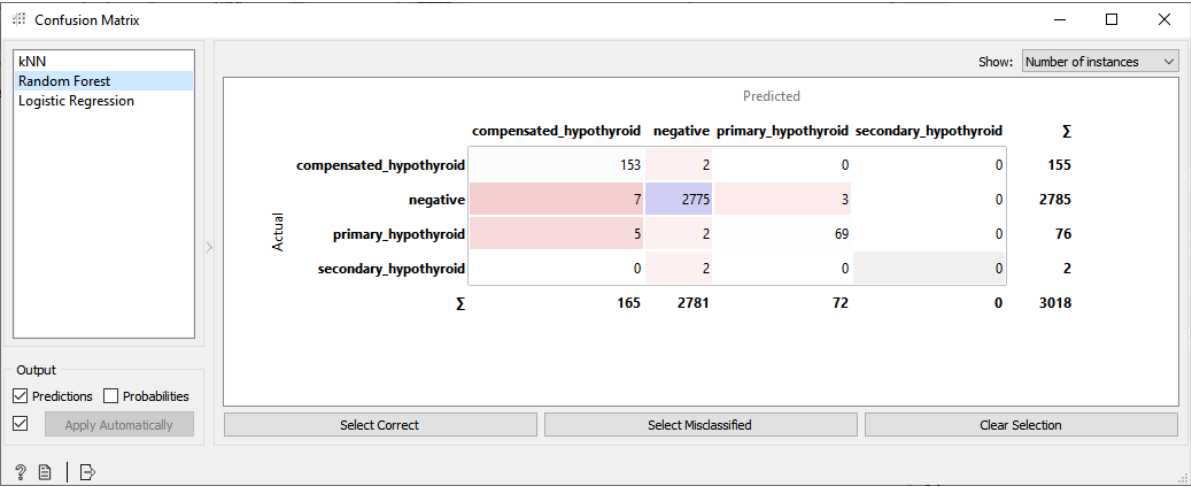 Confusion Matrix
kNN
Random Forest
Logistic Regression
Show: Number of instances
Predicted
compensated_hypothyroid negative primary_hypothyroid secondary_hypothyroid Σ
compensated_hypothyroid 153 2 0 0 155
negative 7 2775 3 0 2785
Actual
primary_hypothyroid 5 2 69 0 76
secondary_hypothyroid 0 2 0 0 2
Σ 165 2781 72 0 3018
Output
Predictions Probabilities
Apply Automatically
Select Correct Select Misclassified Clear Selection
?